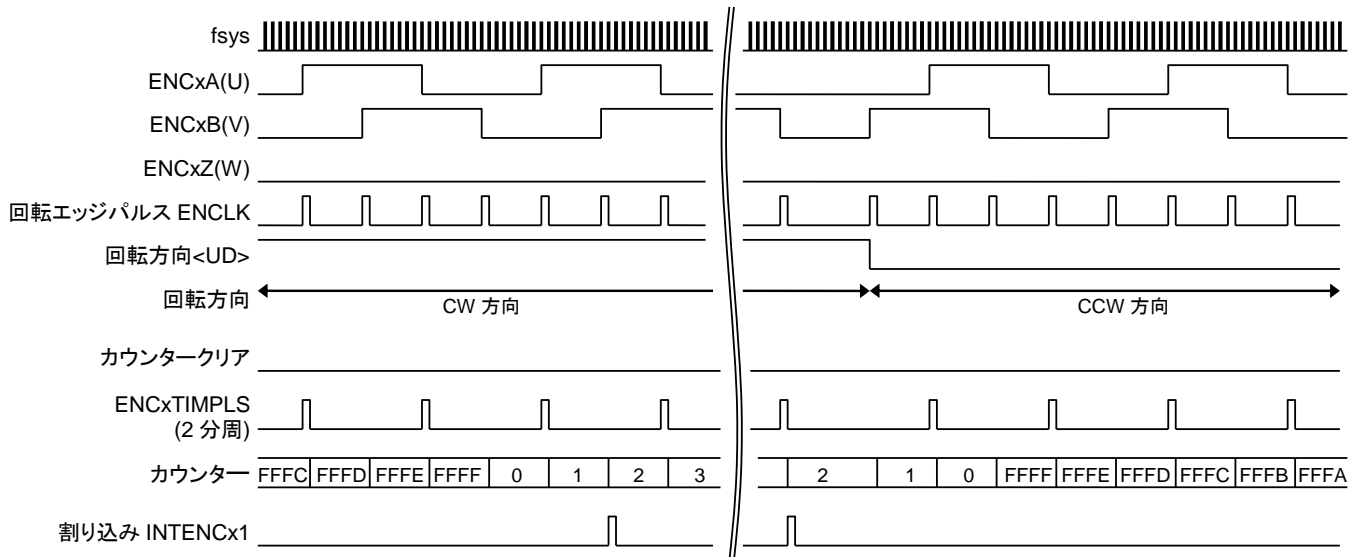 fsys
ENCxA(U)
ENCxB(V)
ENCxZ(W)
回転エッジパルス ENCLK
回転方向<UD>
回転方向
CW 方向
CCW 方向
カウンタークリア
ENCxTIMPLS
(2 分周)
カウンター FFFC FFFD FFFE FFFF 0 1 2 3 2 1 0 FFFF FFFE FFFD FFFC FFFB FFFA
割り込み INTENCx1